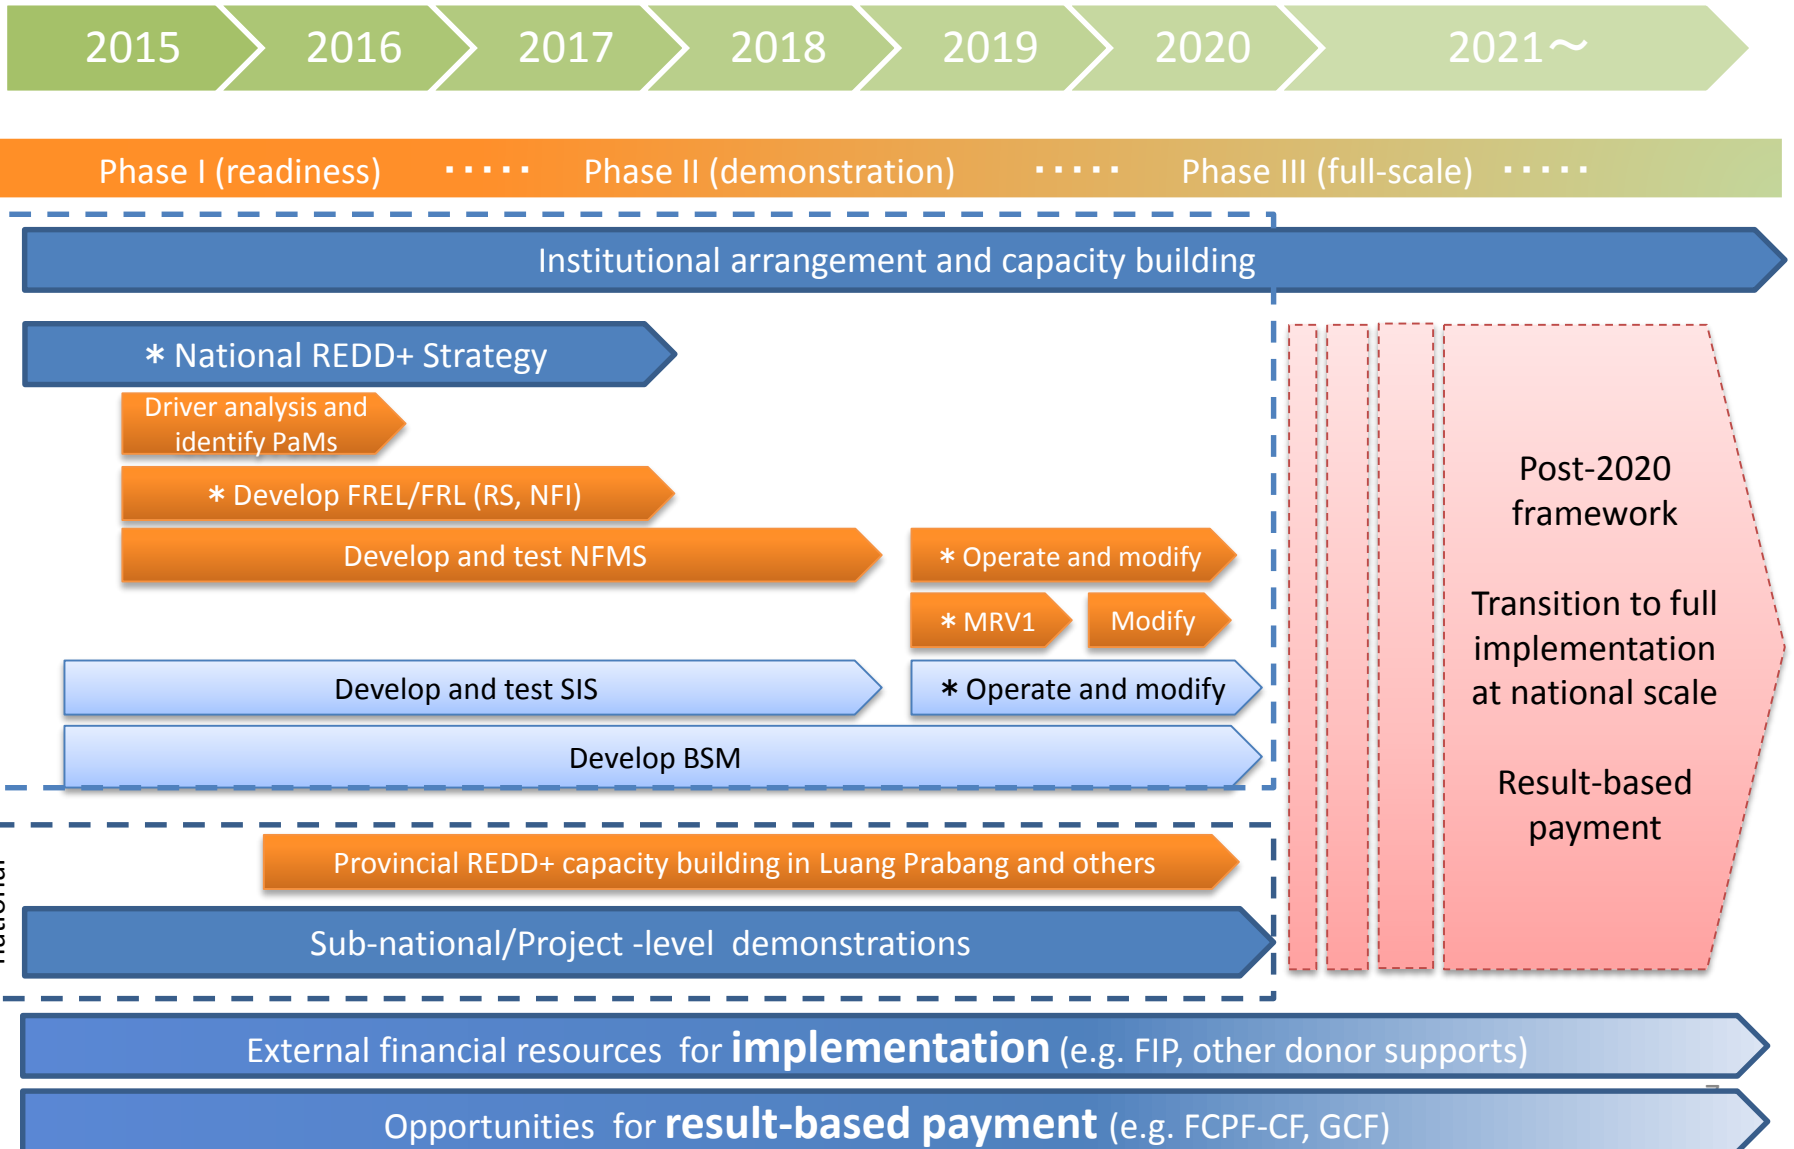 2015
2016
2017
2018
2019
2020
2021～
Phase I (readiness) ‥‥‥ Phase II (demonstration) ‥‥‥ Phase III (full-scale) ‥‥‥
Institutional arrangement and capacity building
* National REDD+ Strategy
Driver analysis and
identify PaMs
* Develop FREL/FRL (RS, NFI)
Develop and test NFMS
* Operate and modify
* MRV1
Modify
Develop and test SIS
* Operate and modify
Develop BSM
Post-2020
framework
Transition to full
implementation
at national scale
Result-based
payment
Provincial REDD+ capacity building in Luang Prabang and others
Sub-national/Project -level demonstrations
External financial resources for implementation (e.g. FIP, other donor supports)
Opportunities for result-based payment (e.g. FCPF-CF, GCF)